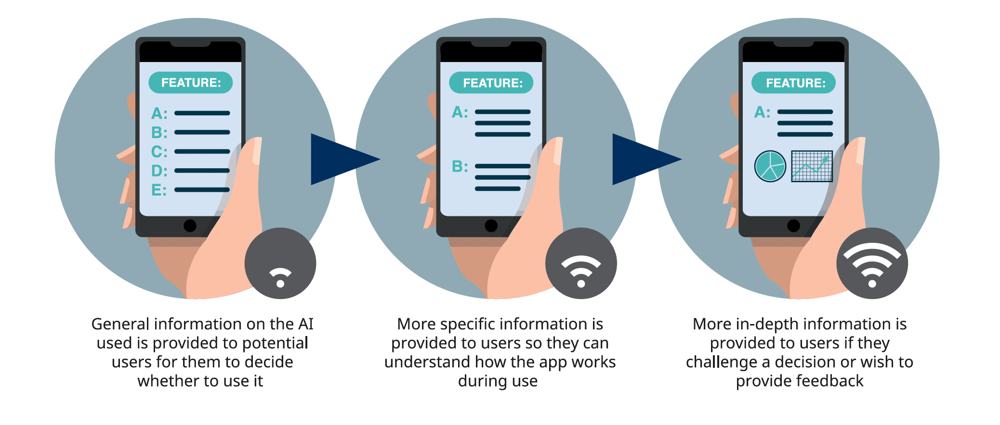 FEATURE:
A:
B:
C:
D:
E:
FEATURE:
A:
B:
FEATURE:
A:
General information on the AI
used is provided to potential
users for them to decide
whether to use it
More specific information is
provided to users so they can
understand how the app works
during use
More in-depth information is
provided to users if they
challenge a decision or wish to
provide feedback